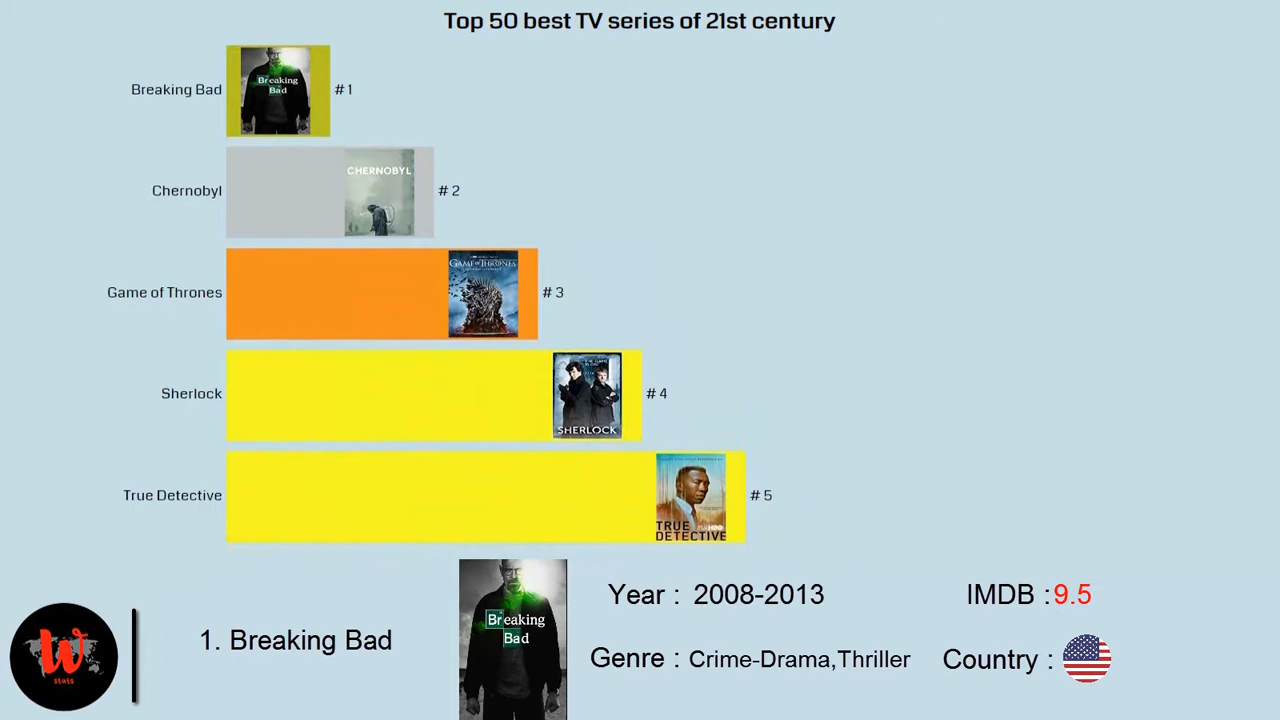 Top 50 best TV series of 21st century
Breaking Bad
Breaking
Bad
# 1
Chernobyl
CHERNOBYL
# 2
Game of Thrones
GAME OF THRONES
# 3
Sherlock
SHERLOCK
# 4
True Detective
TRUE
HBO
DETECTIVE
# 5
W
stats
1. Breaking Bad
Breaking
Bad
Year : 2008-2013
IMDB :9.5
Genre : Crime-Drama,Thriller
Country :